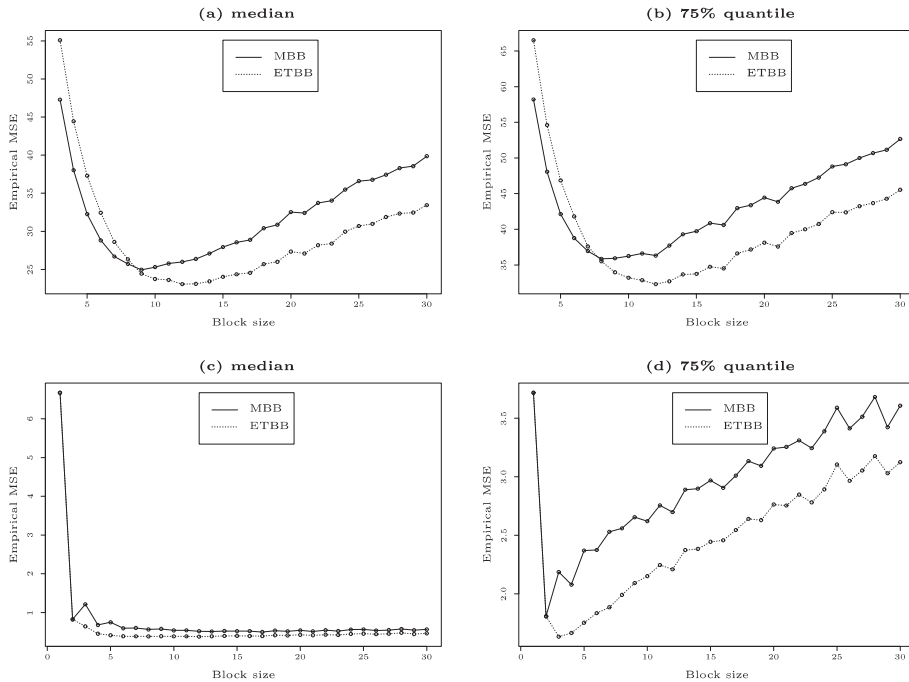 (a) median
Empirical MSE
55
50
45
40
35
30
25
MBB
ETBB
5 10 15 20 25 30
Block size
(b) 75% quantile
Empirical MSE
65
60
55
50
45
40
35
MBB
ETBB
5 10 15 20 25 30
Block size
(c) median
Empirical MSE
6
5
4
3
2
1
MBB
ETBB
0 5 10 15 20 25 30
Block size
(d) 75% quantile
Empirical MSE
3.5
3.0
2.5
2.0
MBB
ETBB
0 5 10 15 20 25 30
Block size